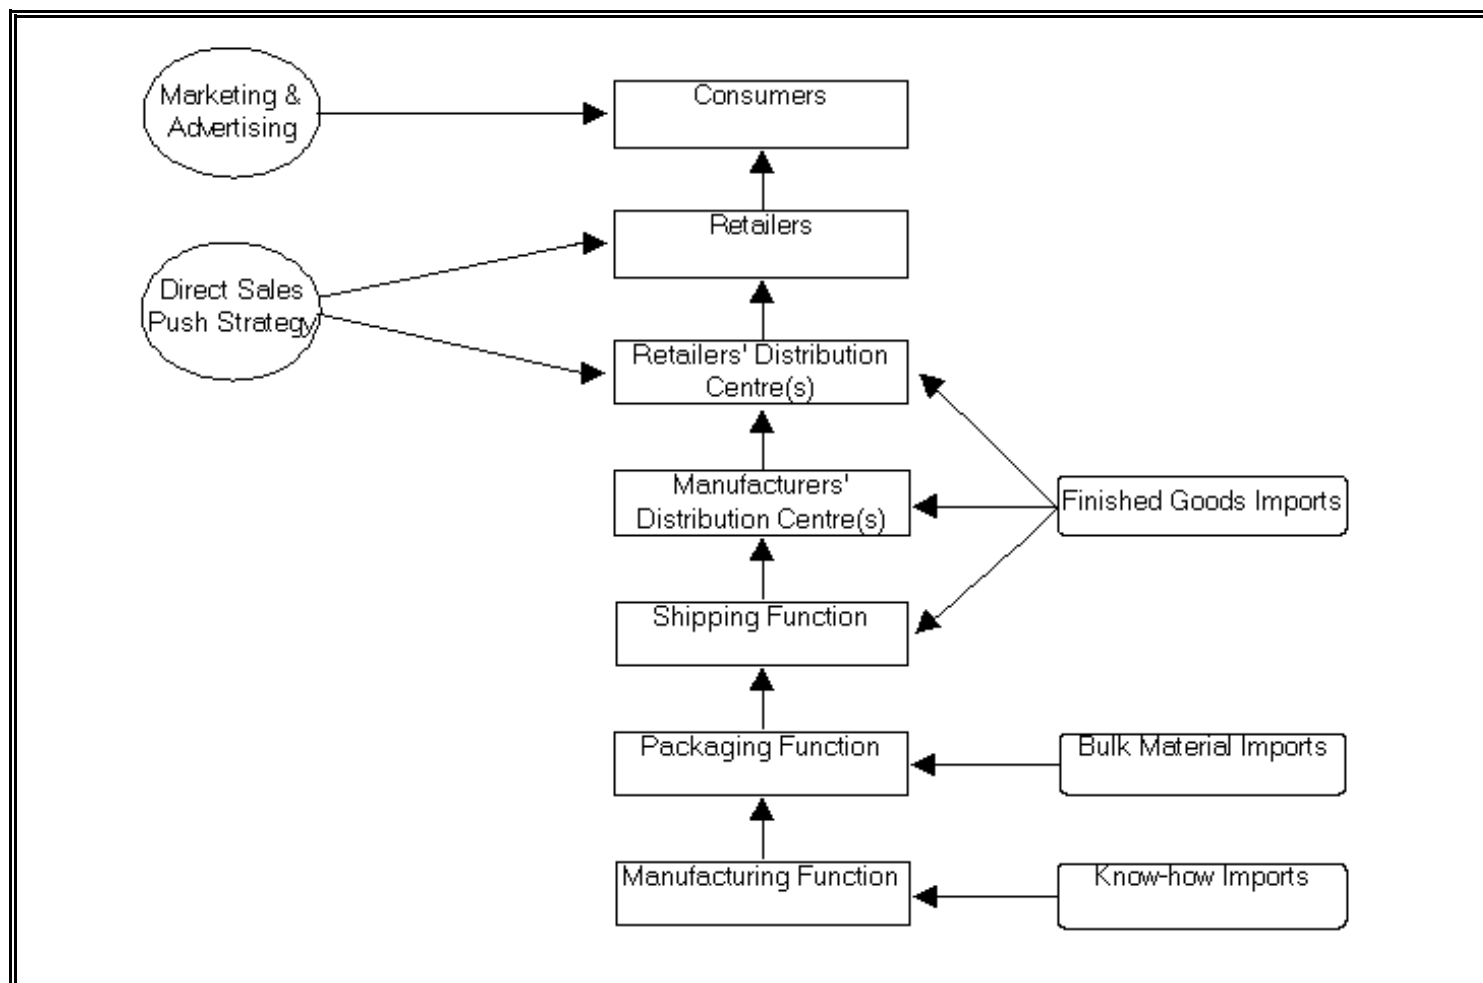 Marketing &
Advertising
Consumers
Retailers
Direct Sales
Push Strategy
Retailers' Distribution
Centre(s)
Manufacturers'
Distribution Centre(s)
Finished Goods Imports
Shipping Function
Packaging Function
Bulk Material Imports
Manufacturing Function
Know-how Imports